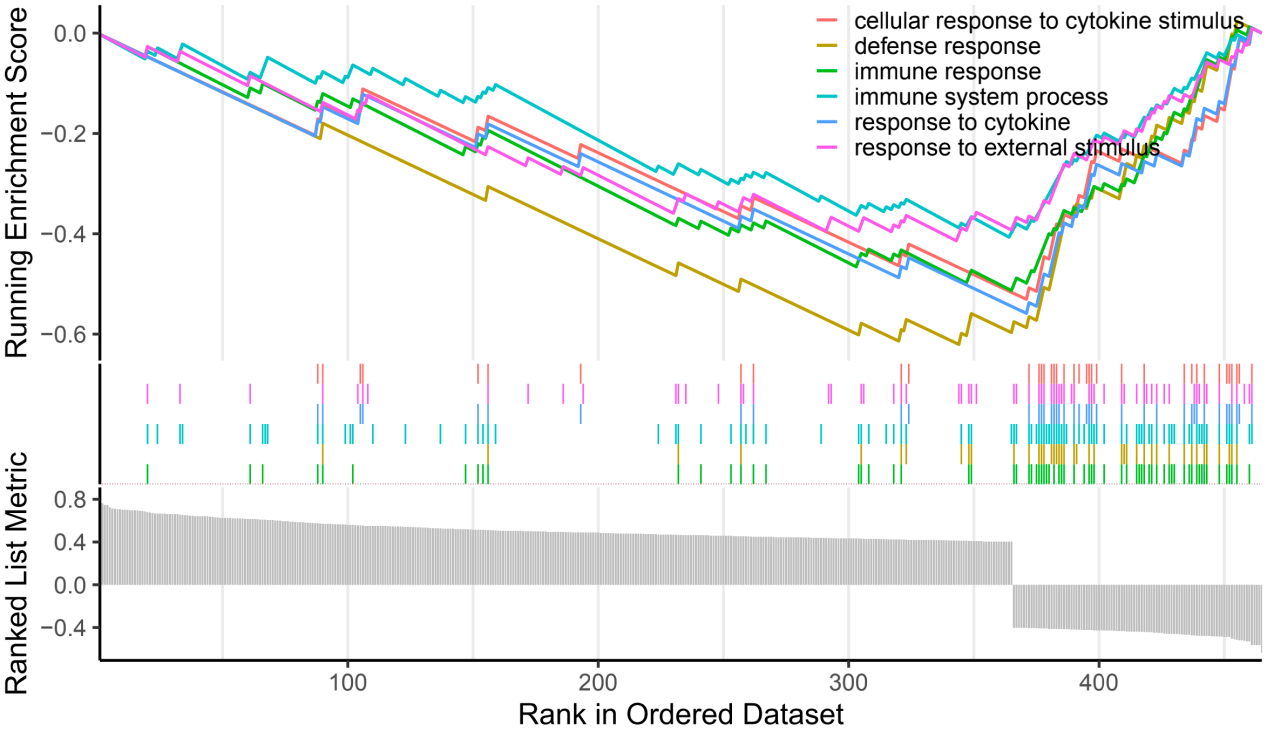 Running Enrichment Score
0.0
−0.2
−0.4
−0.6
cellular response to cytokine stimulus
defense response
immune response
immune system process
response to cytokine
response to external stimulus
Ranked List Metric
0.8
0.4
0.0
−0.4
100
200
300
400
Rank in Ordered Dataset